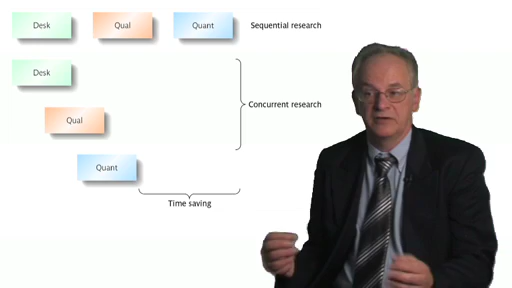 Desk Qual Quant Sequential research
Desk
Concurrent research
Qual
Quant
Time saving